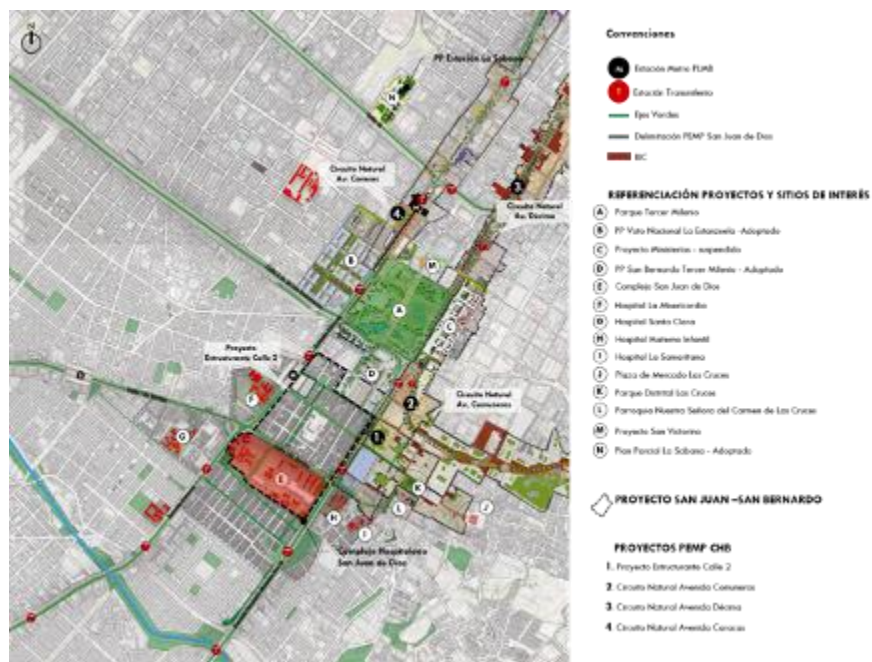 PP Estación La Sabana
N
Circuito Natural
Av. Caracas
3.
4.
Circuito Natural
Av. Décima
B
M
A
C
Proyecto
Estructurante Calle 2
D
F
Circuito Natural
Av. Comuneros
2.
G
1.
E
K
H
I
L
J
Complejo Hospitalario
San Juan de Dios
Convenciones
Estación Metro PLMB
T
Estación Transmilenio
Ejes Verdes
Delimitación PEMP San Juan de Dios
BIC
REFERENCIACIÓN PROYECTOS Y SITIOS DE INTERÉS
A Parque Tercer Milenio
B PP Voto Nacional La Estanzuela -Adoptado
C Proyecto Ministerios - suspendido
D PP San Bernardo Tercer Milenio - Adoptado
E Complejo San Juan de Dios
F Hospital La Misericordia
Hospital Santa Clara
H Hospital Materno Infantil
I Hospital La Samaritana
J Plaza de Mercado Las Cruces
K Parque Distrital Las Cruces
L Parroquia Nuestra Señora del Carmen de Las Cruces
M Proyecto San Victorino
N Plan Parcial La Sabana - Adoptado
PROYECTO SAN JUAN –SAN BERNARDO
PROYECTOS PEMP CHB
1. Proyecto Estructurante Calle 2
2 Circuito Natural Avenida Comuneros
3 Circuito Natural Avenida Décima
4 Circuito Natural Avenida Caracas